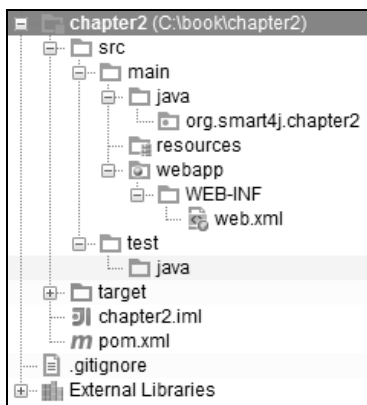 chapter2 (C:\book\chapter2)
src
main
java
org.smart4j.chapter2
resources
webapp
WEB-INF
web.xml
test
java
target
chapter2.iml
pom.xml
.gitignore
External Libraries